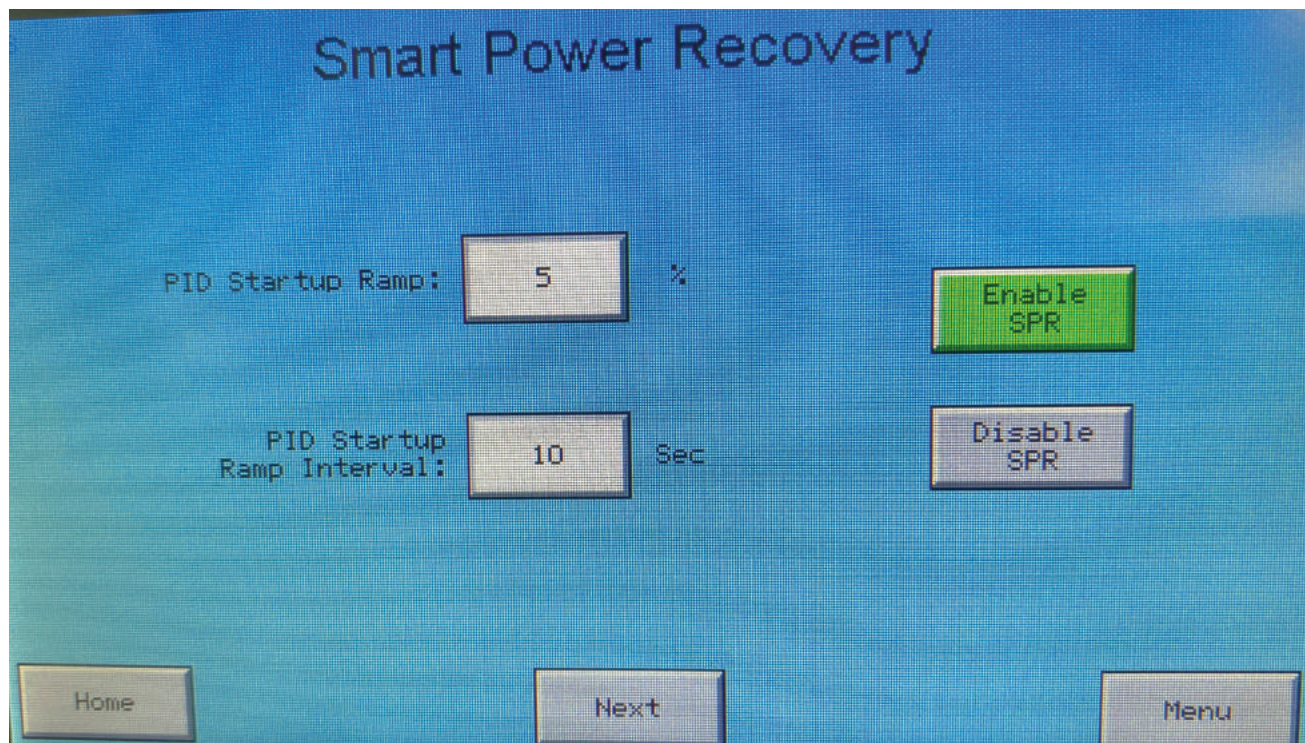 Smart Power Recovery
PID Startup Ramp: 5 %
Enable
SPR
PID Startup
Ramp Interval: 10 Sec
Disable
SPR
Home Next Menu